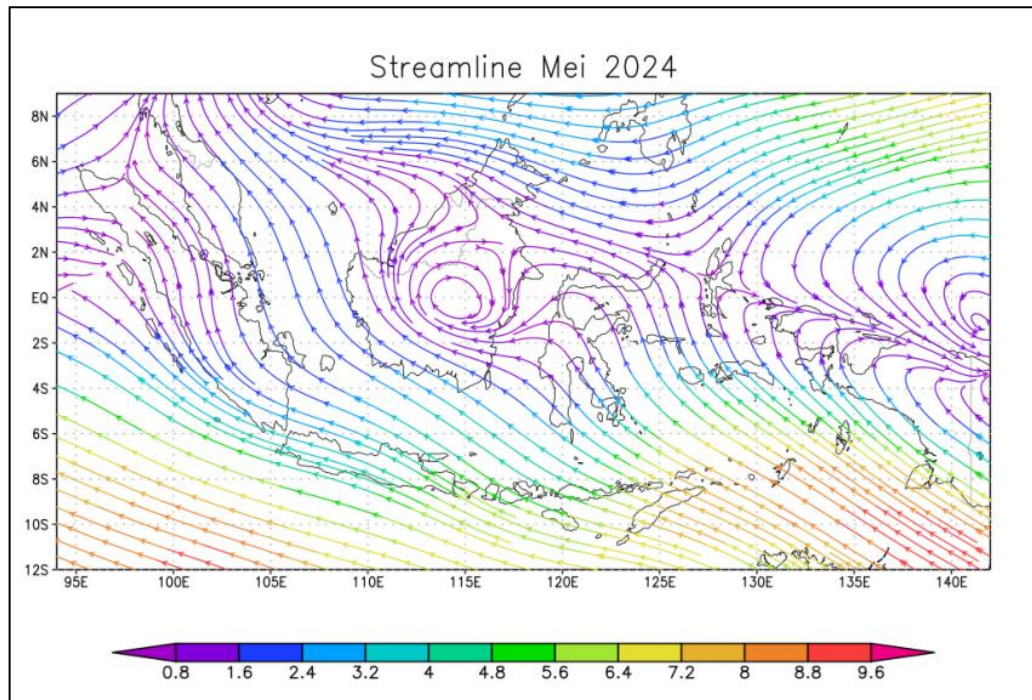 Streamline Mei 2024
8N
6N
4N
2N
EQ
2S
4S
6S
8S
10S
12S
95E 100E 105E 110E 115E 120E 125E 130E 135E 140E
0.8 1.6 2.4 3.2 4 4.8 5.6 6.4 7.2 8 8.8 9.6